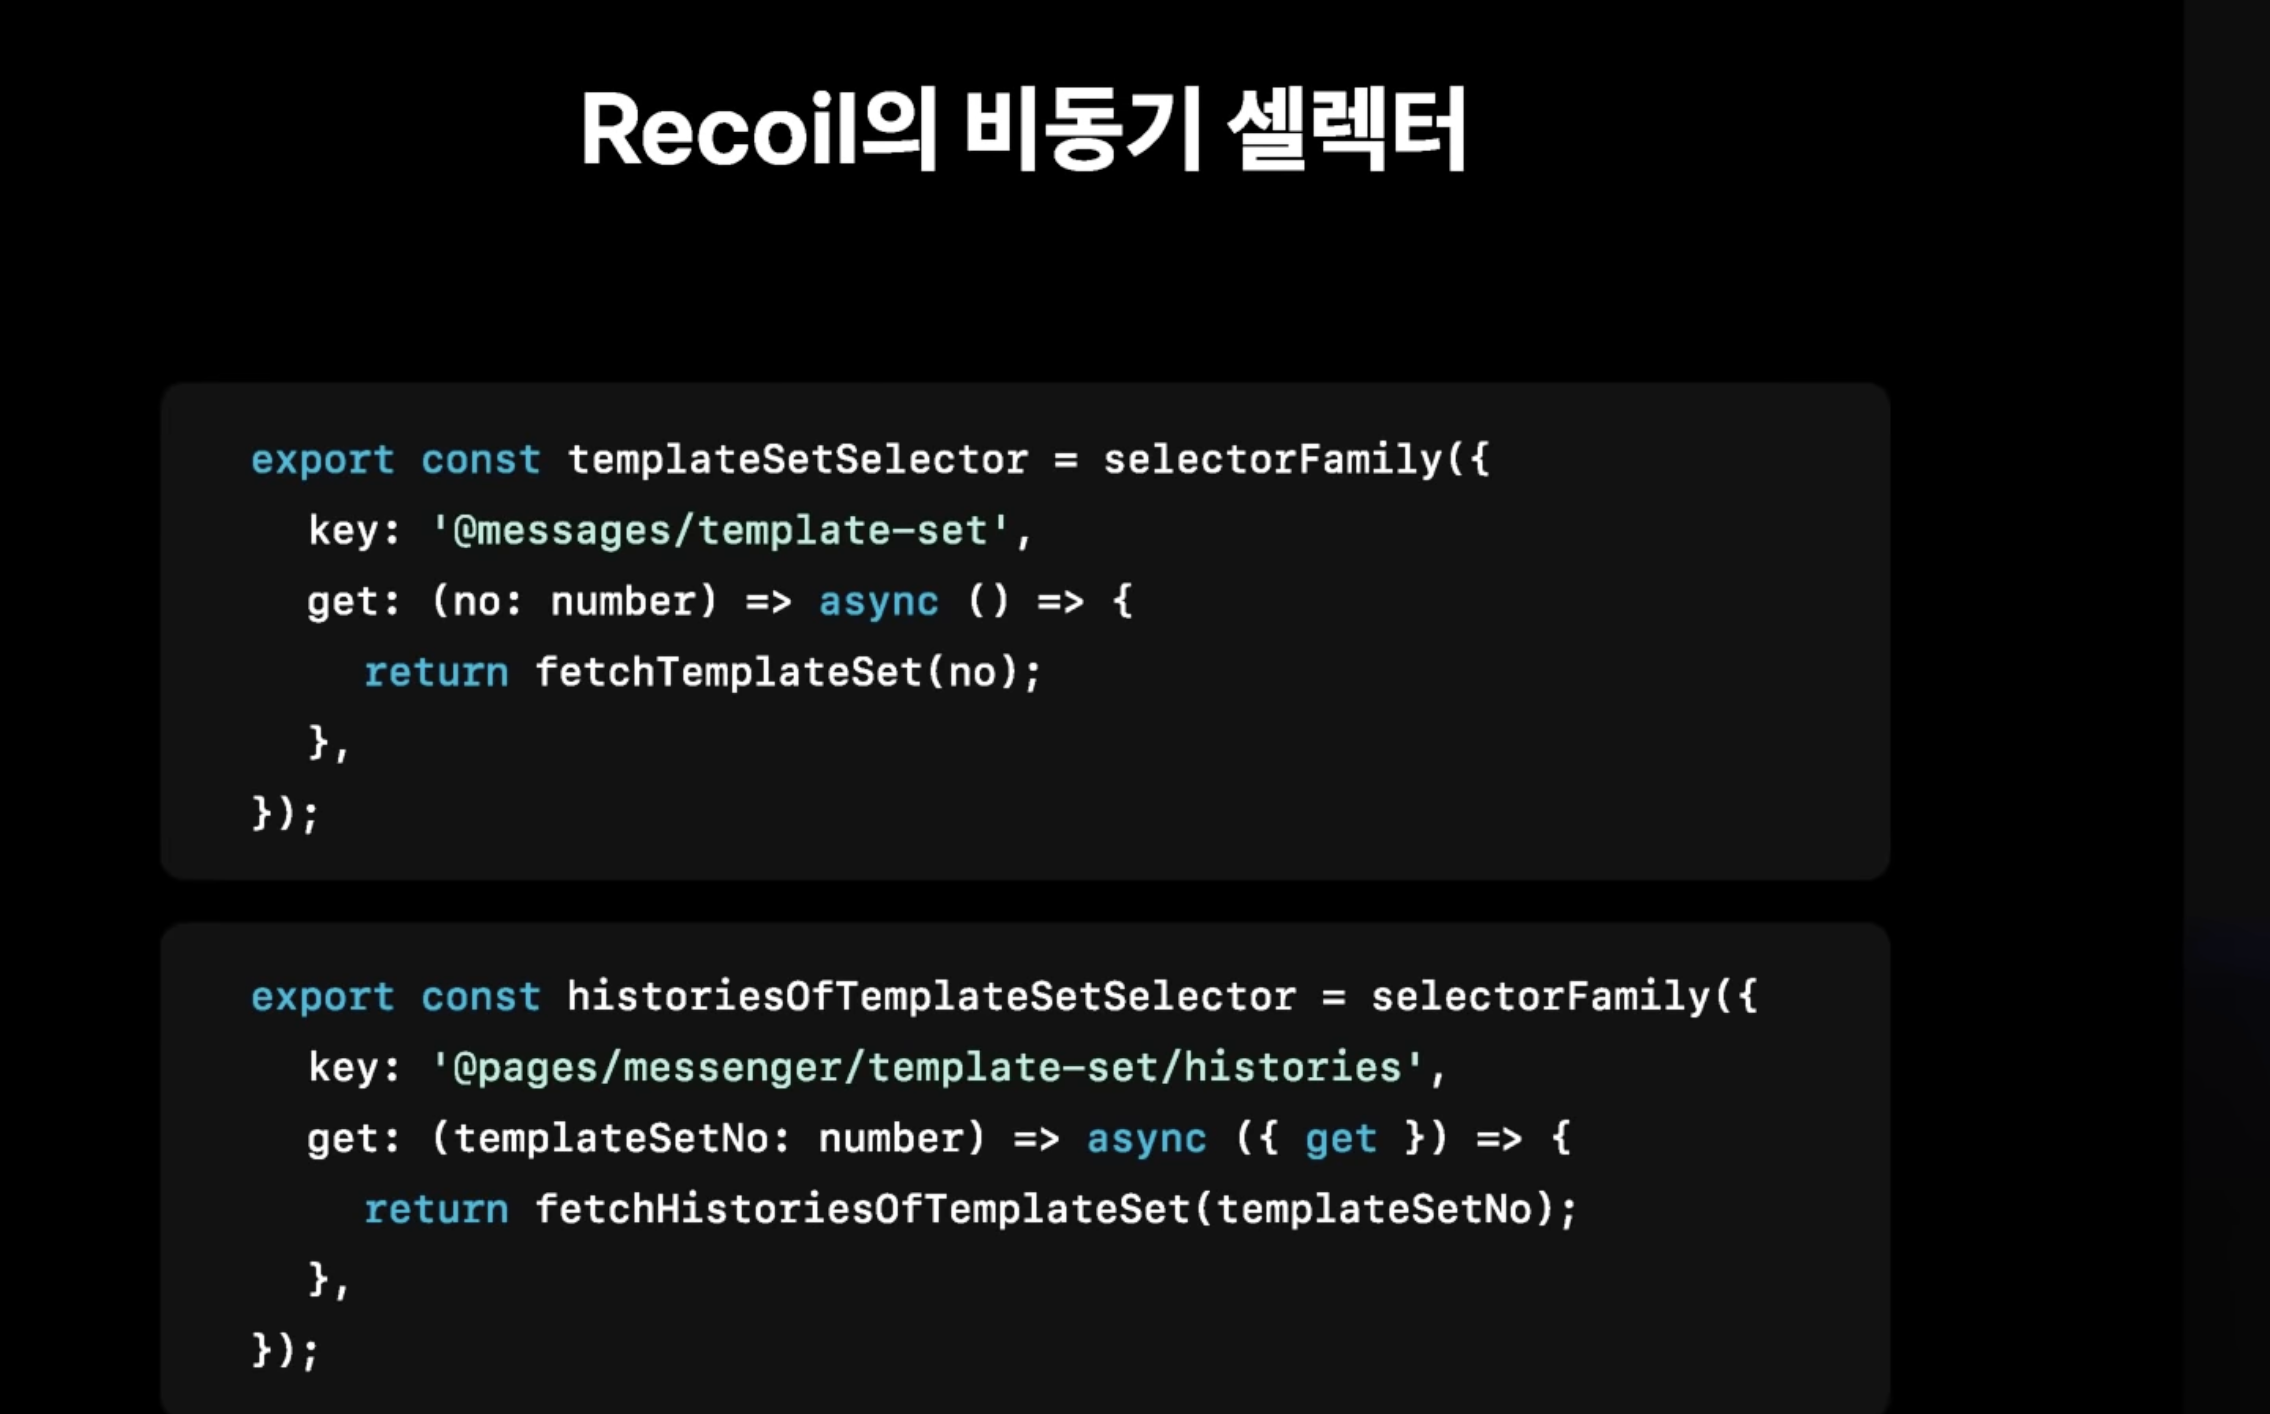 Recoil의 비동기 셀렉터
export const templateSetSelector = selectorFamily({
key: '@messages/template-set',
get: (no: number) => async () => {
return fetchTemplateSet(no);
},
});
export const historiesOfTemplateSetSelector = selectorFamily({
key: '@pages/messenger/template-set/histories',
get: (templateSetNo: number) => async ({ get }) => {
return fetchHistoriesOfTemplateSet(templateSetNo);
},
});